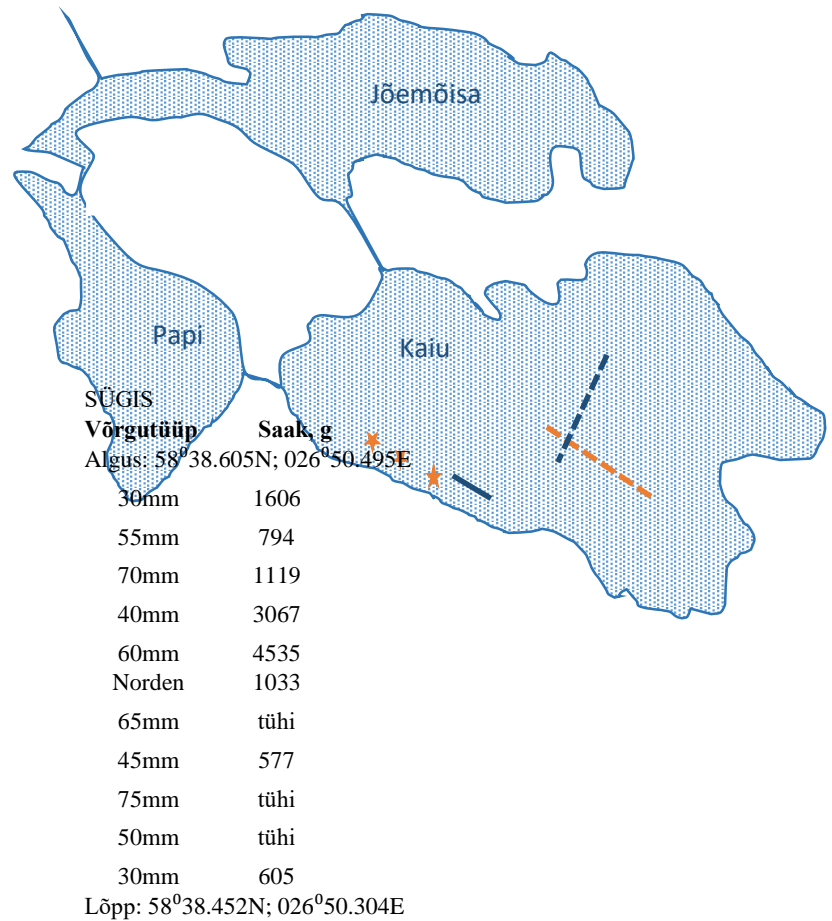 Jõemõisa
Papi
Kaiu
SÜGIS
Võrgutüüp Saak, g
Algus: 58⁰38.605N; 026⁰50.495E
30mm 1606
55mm 794
70mm 1119
40mm 3067
60mm 4535
Norden 1033
65mm tühi
45mm 577
75mm tühi
50mm tühi
30mm 605
Lõpp: 58⁰38.452N; 026⁰50.304E